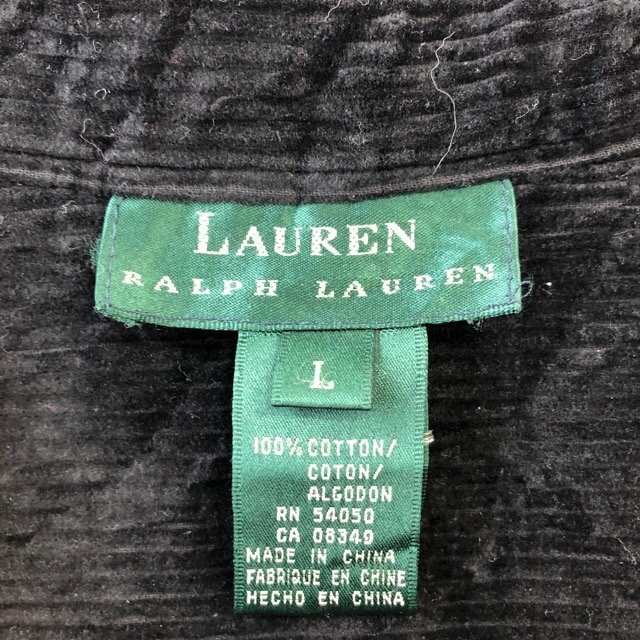 LAUREN
RALPH LAUREN
L
100% COTTON/
COTON/
ALGODON
RN 54050
CA 08349
MADE IN CHINA
FABRIQUE EN CHINE
HECHO EN CHINA